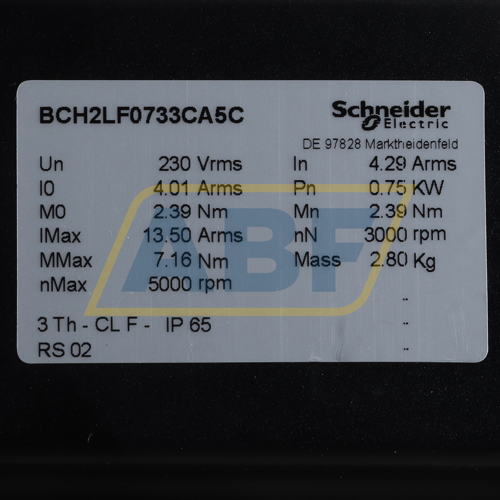 BCH2LF0733CA5C
Schneider
Electric
DE 97828 Marktheidenfeld
Un 230 Vrms In 4.29 Arms
I0 4.01 Arms Pn 0.75 KW
M0 2.39 Nm Mn 2.39 Nm
IMax 13.50 Arms nN 3000 rpm
MMax 7.16 Nm Mass 2.80 Kg
nMax 5000 rpm
3 Th - CL F - IP 65
RS 02
ABF